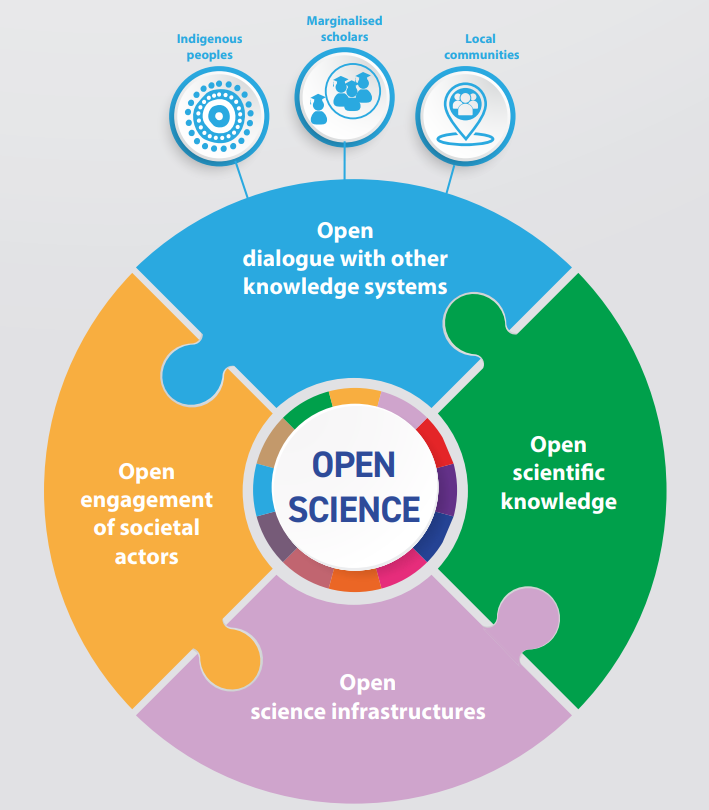 Indigenous
peoples
Marginalised
scholars
Local
communities
Open
dialogue with other
knowledge systems
Open
scientific
knowledge
OPEN
SCIENCE
Open
engagement
of societal
actors
Open
science infrastructures